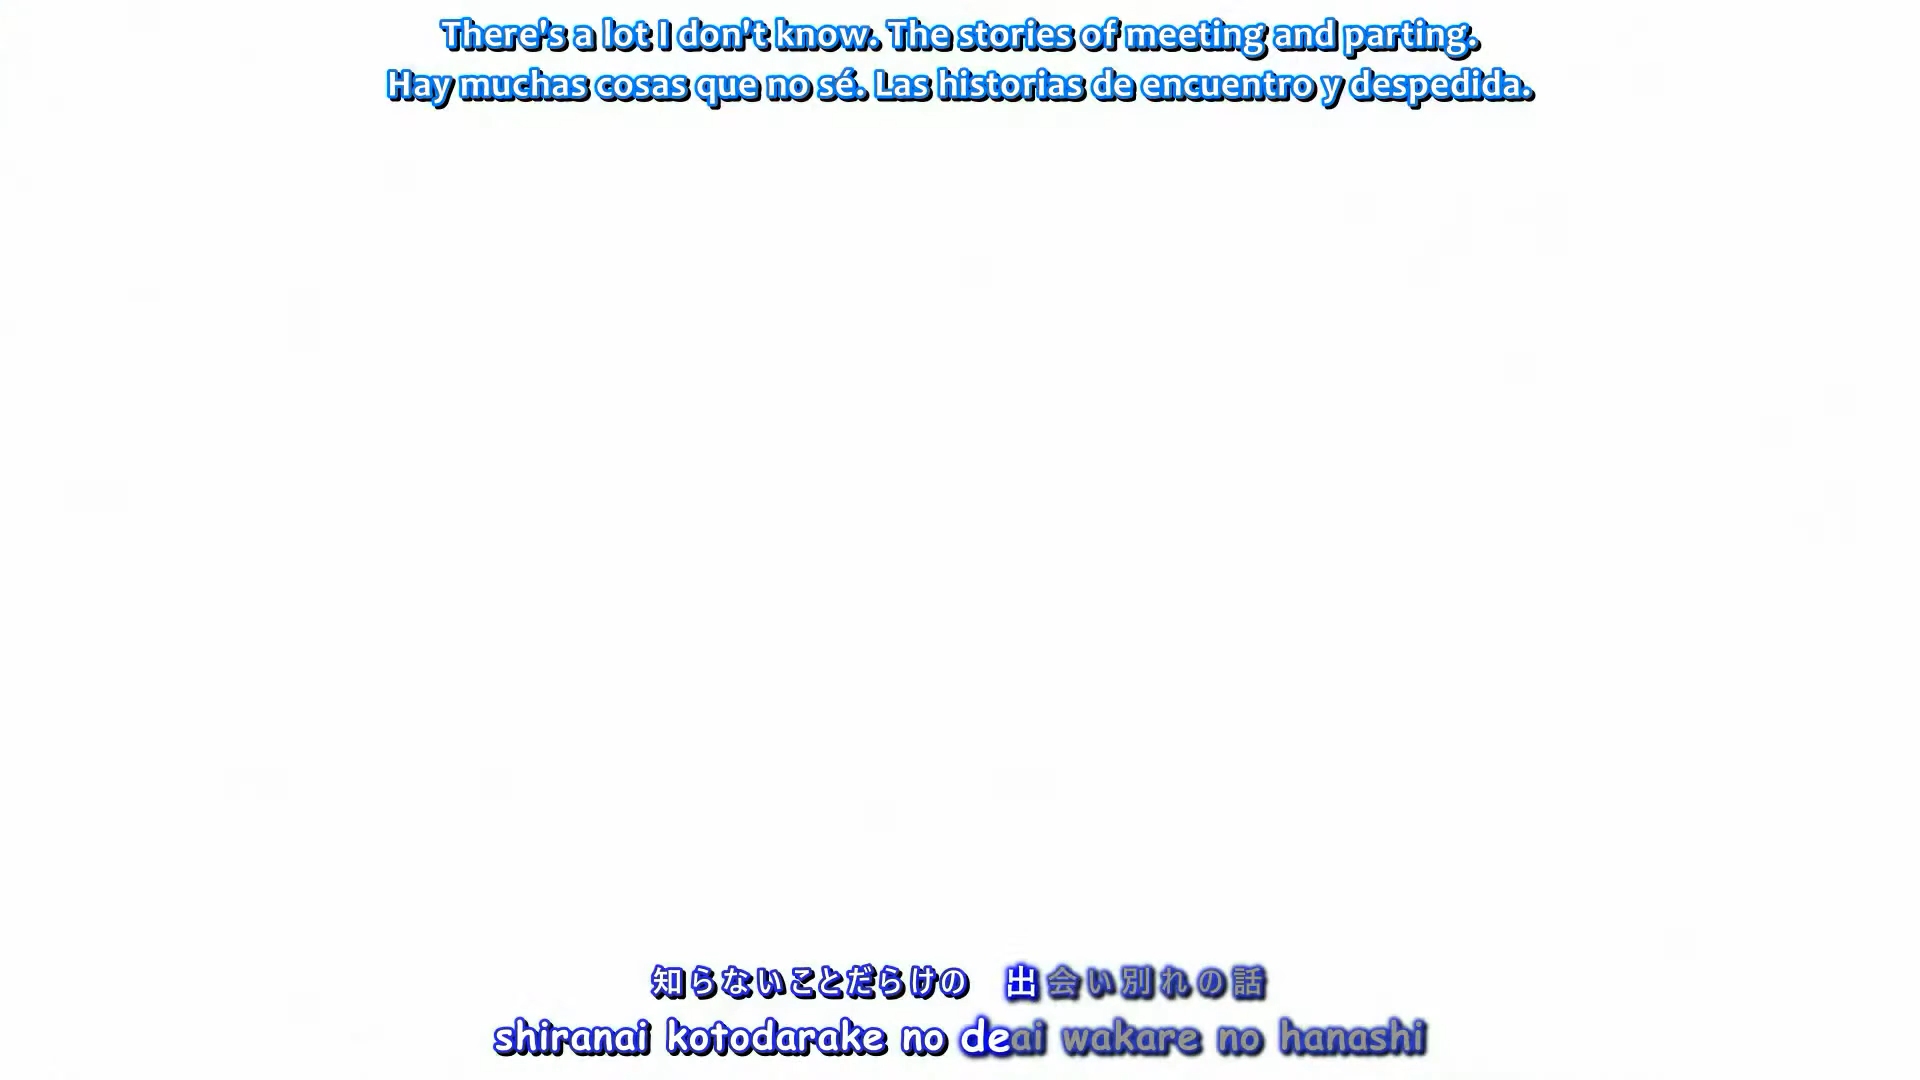 There's a lot I don't know. The stories of meeting and parting.
Hay muchas cosas que no sé. Las historias de encuentro y despedida.
知らないことだらけの　出会い別れの話
shiranai kotodarake no deai wakare no hanashi